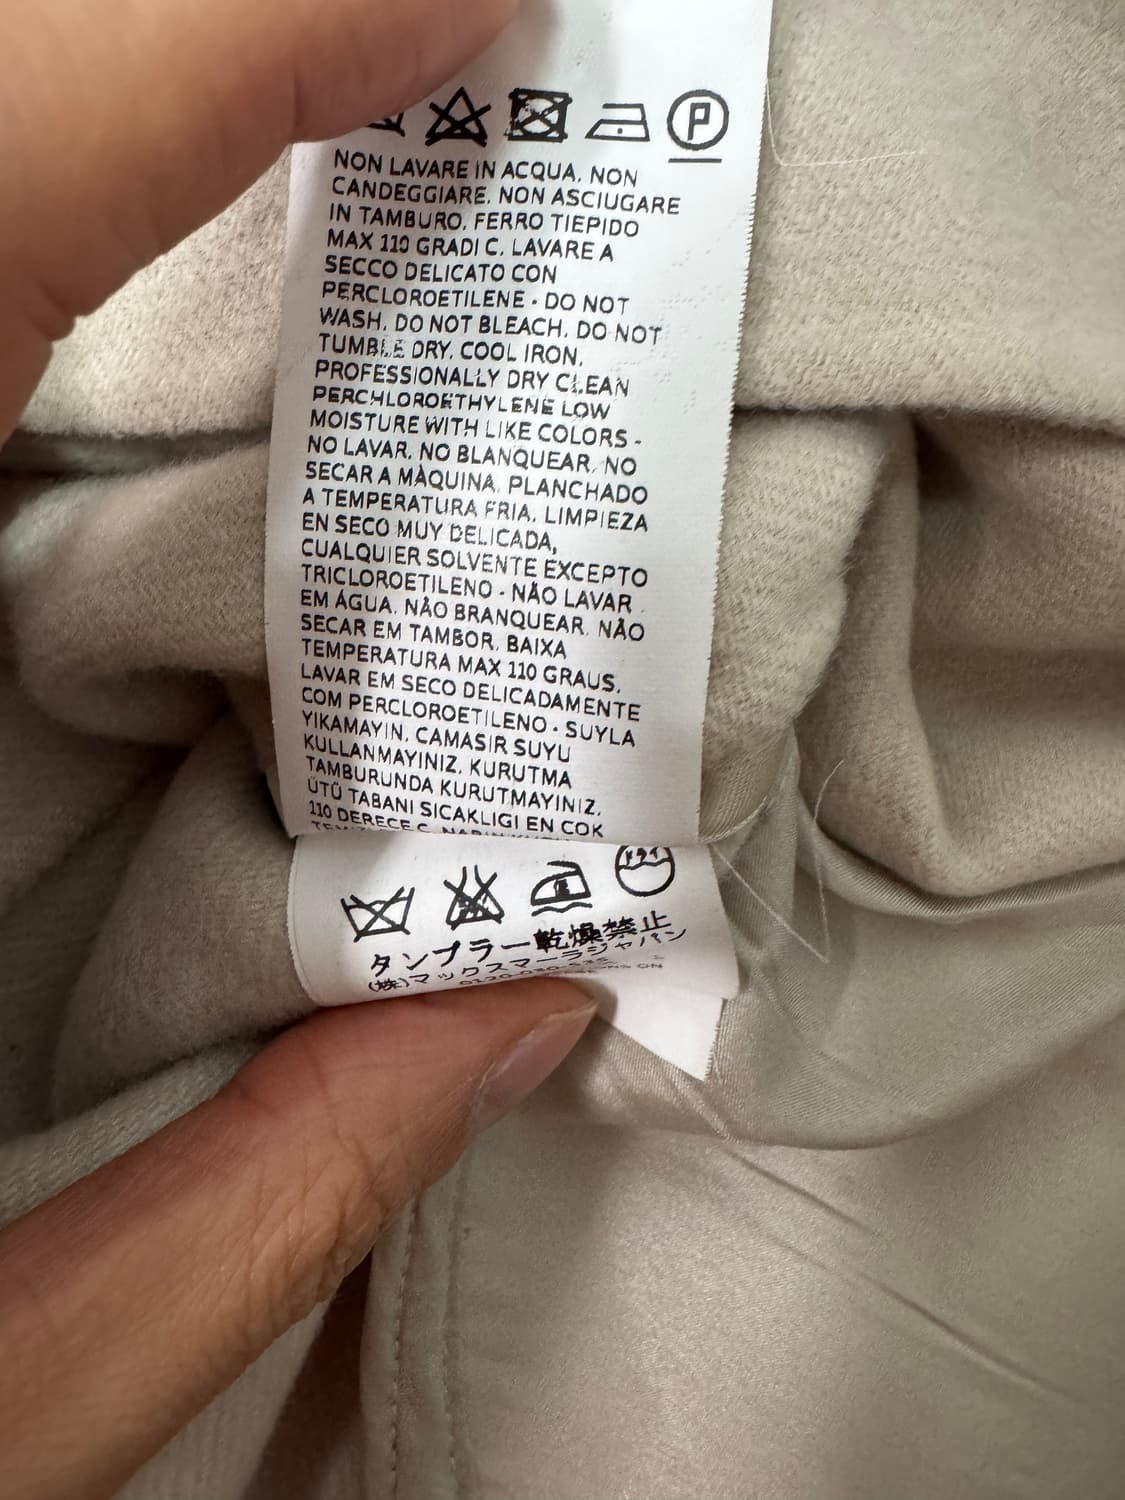 P
NON LAVARE IN ACQUA. NON
CANDEGGIARE. NON ASCIUGARE
IN TAMBURO. FERRO TIEPIDO
MAX 110 GRADI C. LAVARE A
SECCO DELICATO CON
PERCLOROETILENE - DO NOT
WASH. DO NOT BLEACH. DO NOT
TUMBLE DRY. COOL IRON.
PROFESSIONALLY DRY CLEAN
PERCHLOROETHYLENE LOW
MOISTURE WITH LIKE COLORS -
NO LAVAR. NO BLANQUEAR. NO
SECAR A MÀQUINA. PLANCHADO
A TEMPERATURA FRIA. LIMPIEZA
EN SECO MUY DELICADA,
CUALQUIER SOLVENTE EXCEPTO
TRICLOROETILENO - NÃO LAVAR
EM ÁGUA. NÃO BRANQUEAR. NÃO
SECAR EM TAMBOR. BAIXA
TEMPERATURA MAX 110 GRAUS.
LAVAR EM SECO DELICADAMENTE
COM PERCLOROETILENO - SUYLA
YIKAMAYIN. CAMASIR SUYU
KULLANMAYINIZ. KURUTMA
TAMBURUNDA KURUTMAYINIZ.
ÜTÜ TABANI SICAKLIGI EN COK
110 DERECE C.
ドライ
タンブラー乾燥禁止
(株)マックスマーラジャパン